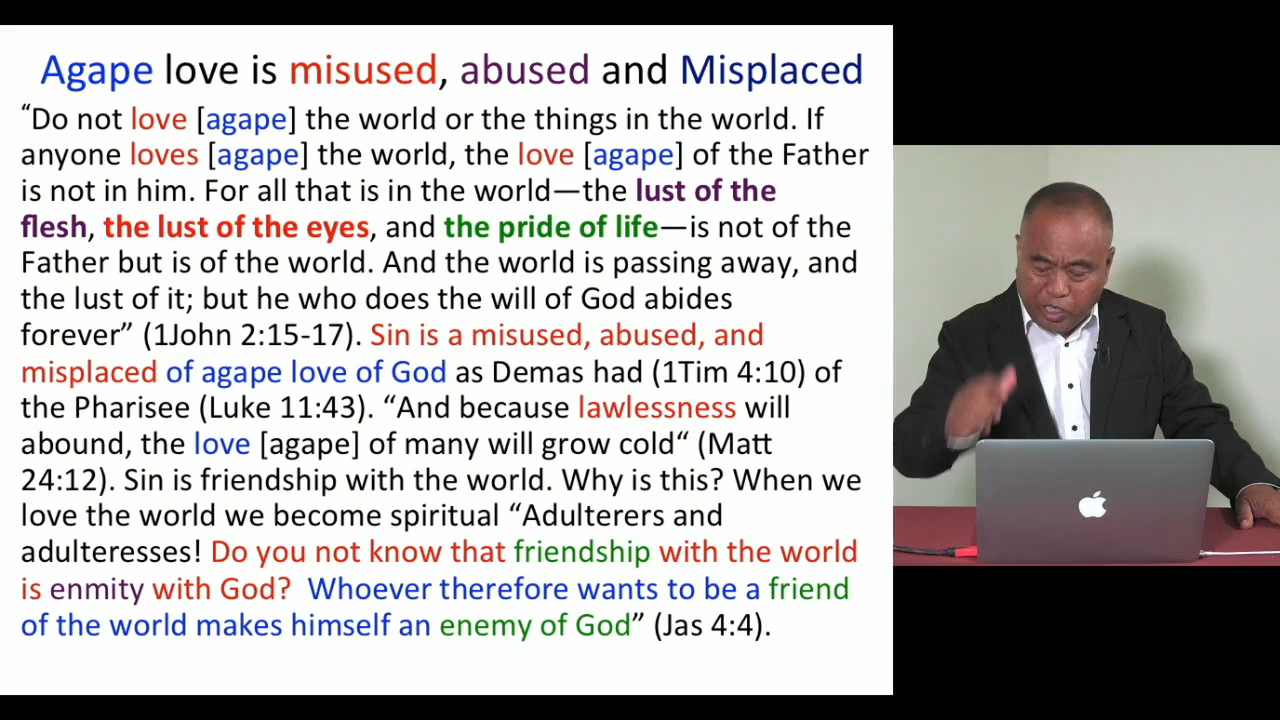 Agape love is misused, abused and Misplaced
“Do not love [agape] the world or the things in the world. If
anyone loves [agape] the world, the love [agape] of the Father
is not in him. For all that is in the world—the lust of the
flesh, the lust of the eyes, and the pride of life—is not of the
Father but is of the world. And the world is passing away, and
the lust of it; but he who does the will of God abides
forever” (1John 2:15-17). Sin is a misused, abused, and
misplaced of agape love of God as Demas had (1Tim 4:10) of
the Pharisee (Luke 11:43). “And because lawlessness will
abound, the love [agape] of many will grow cold“ (Matt
24:12). Sin is friendship with the world. Why is this? When we
love the world we become spiritual “Adulterers and
adulteresses! Do you not know that friendship with the world
is enmity with God?  Whoever therefore wants to be a friend
of the world makes himself an enemy of God” (Jas 4:4).